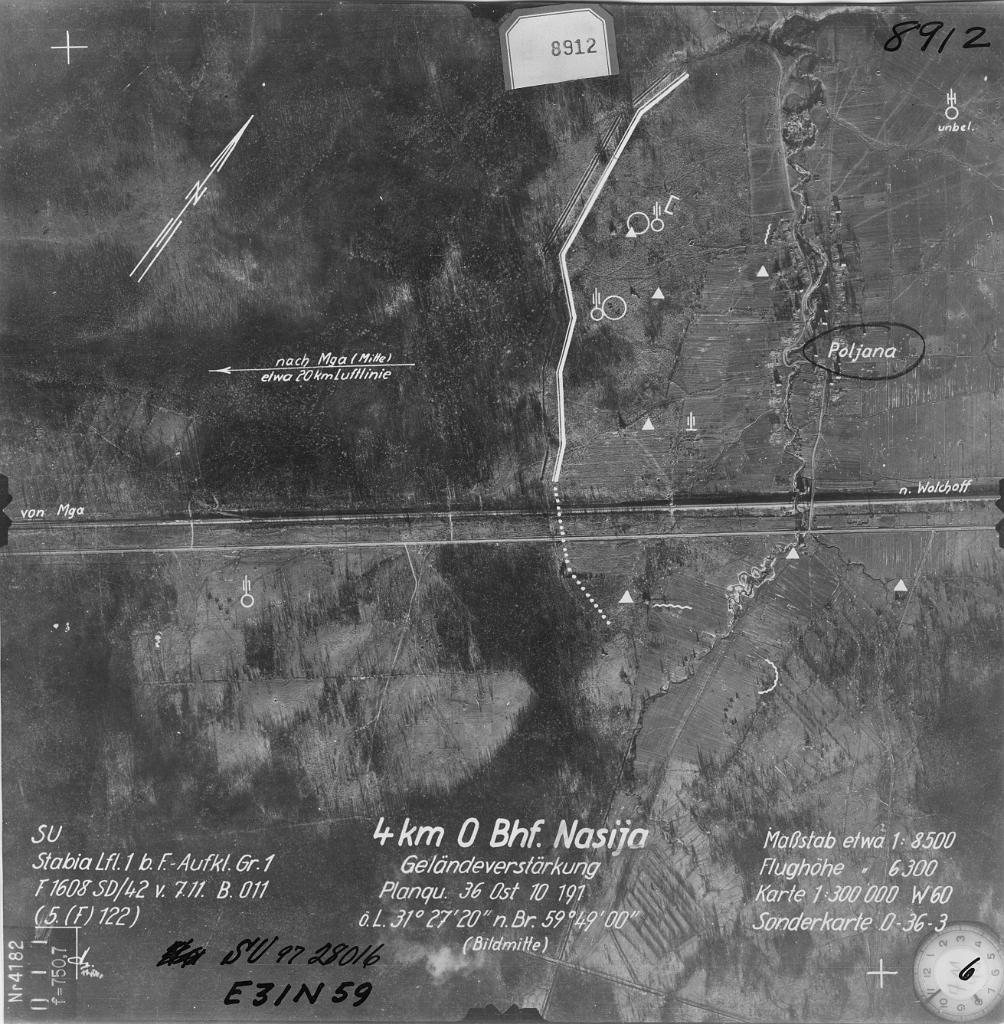 8912
8912
unbel.
N
nach Mga (Mitte)
etwa 20 km Luftlinie
Poljana
von Mga
n. Wolchoff
SU
Stabia Lfl. 1 b. F.-Aufkl. Gr. 1
F 1608 SD/42 v. 7.11. B. 011
(5. (F) 122)
4 km O Bhf. Nasija
Geländeverstärkung
Planqu. 36 Ost 10 191
ö.L. 31° 27' 20" n. Br. 59° 49' 00"
(Bildmitte)
Maßstab etwa 1: 8500
Flughöhe " 6300
Karte 1:300 000 W 60
Sonderkarte O-36-3
Nr 4182
f=750,7
SU 97 28016
E31N59
6